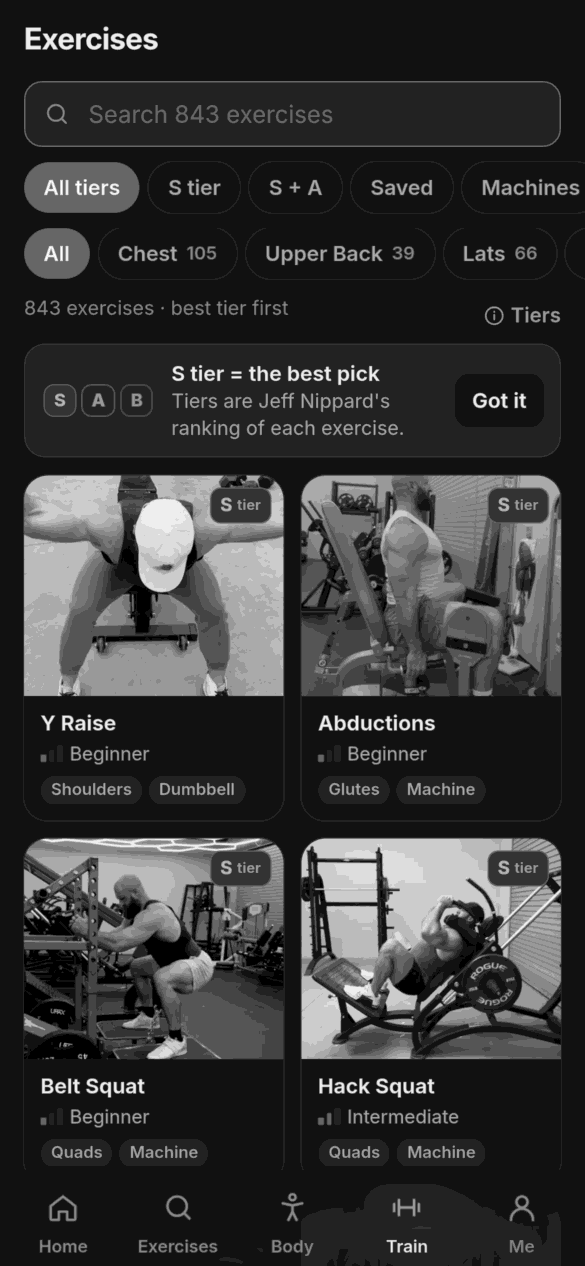 Exercises
Search 843 exercises
All tiers S tier S + A Saved Machines
All Chest 105 Upper Back 39 Lats 66
843 exercises · best tier first
Tiers
S A B
S tier = the best pick
Tiers are Jeff Nippard's
ranking of each exercise.
Got it
S tier
S tier
Y Raise
Beginner
Shoulders Dumbbell
Abductions
Beginner
Glutes Machine
S tier
S tier
ROGUE
ROGUE
Belt Squat
Beginner
Quads Machine
Hack Squat
Intermediate
Quads Machine
Home Exercises Body Train Me